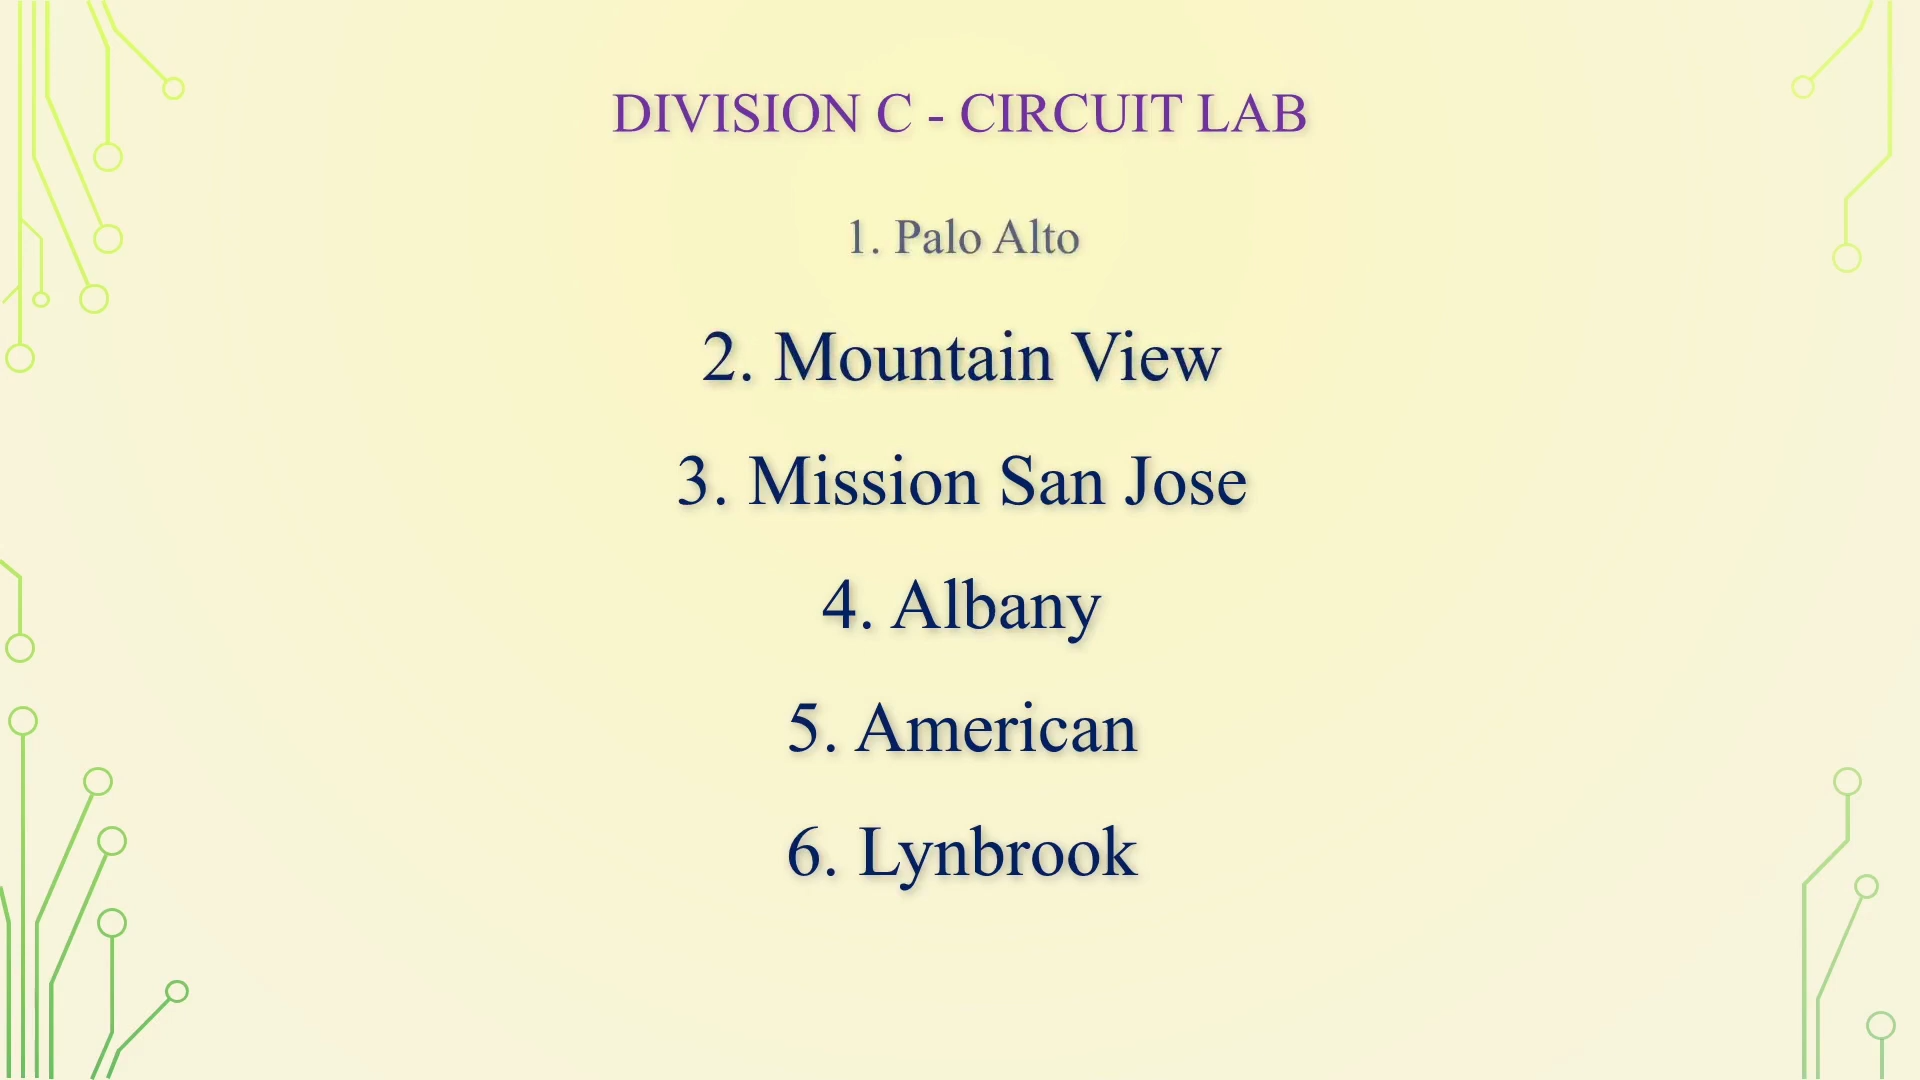 DIVISION C - CIRCUIT LAB
1. Palo Alto
2. Mountain View
3. Mission San Jose
4. Albany
5. American
6. Lynbrook